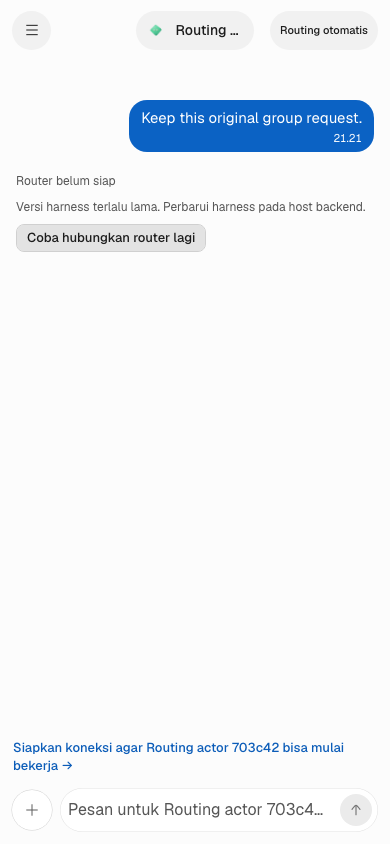 Routing ...
Routing otomatis
Keep this original group request.
21.21
Router belum siap
Versi harness terlalu lama. Perbarui harness pada host backend.
Coba hubungkan router lagi
Siapkan koneksi agar Routing actor 703c42 bisa mulai
bekerja →
Pesan untuk Routing actor 703c4...